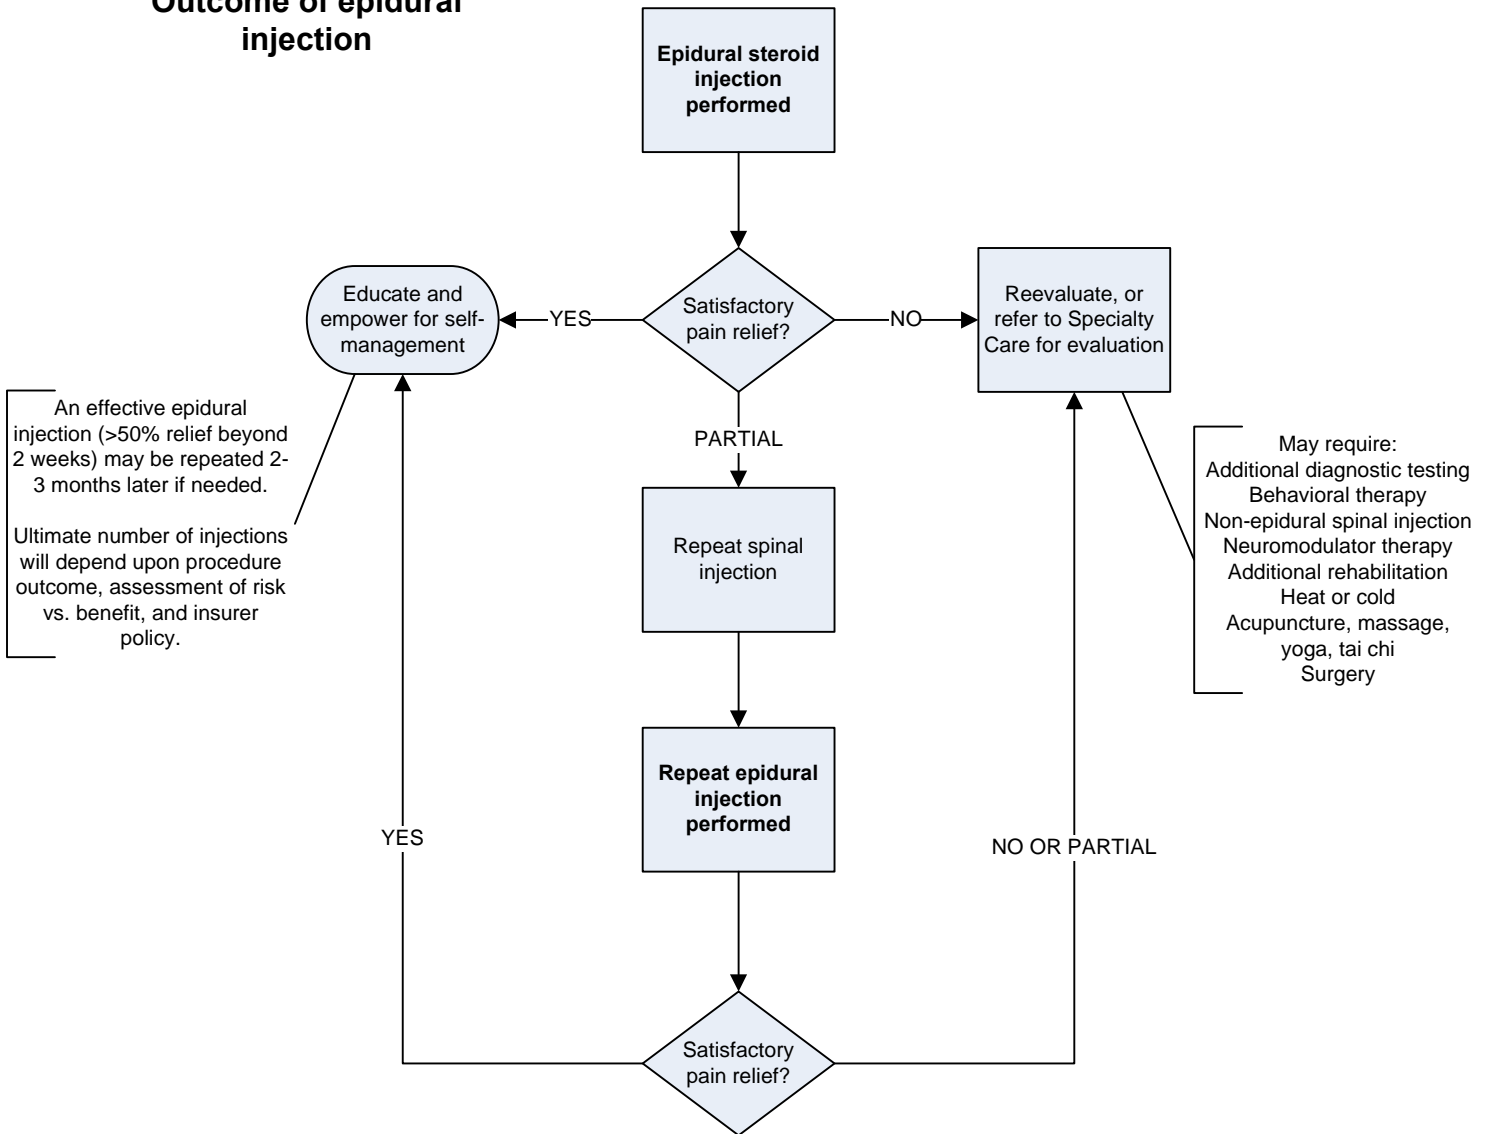 Outcome of epidural
injection
Epidural steroid
injection
performed
Satisfactory
pain relief?
YES
Educate and
empower for self-
management
NO
Reevaluate, or
refer to Specialty
Care for evaluation
An effective epidural
injection (>50% relief beyond
2 weeks) may be repeated 2-
3 months later if needed.
Ultimate number of injections
will depend upon procedure
outcome, assessment of risk
vs. benefit, and insurer
policy.
PARTIAL
May require:
Additional diagnostic testing
Behavioral therapy
Non-epidural spinal injection
Neuromodulator therapy
Additional rehabilitation
Heat or cold
Acupuncture, massage,
yoga, tai chi
Surgery
Repeat spinal
injection
Repeat epidural
injection
performed
YES
NO OR PARTIAL
Satisfactory
pain relief?